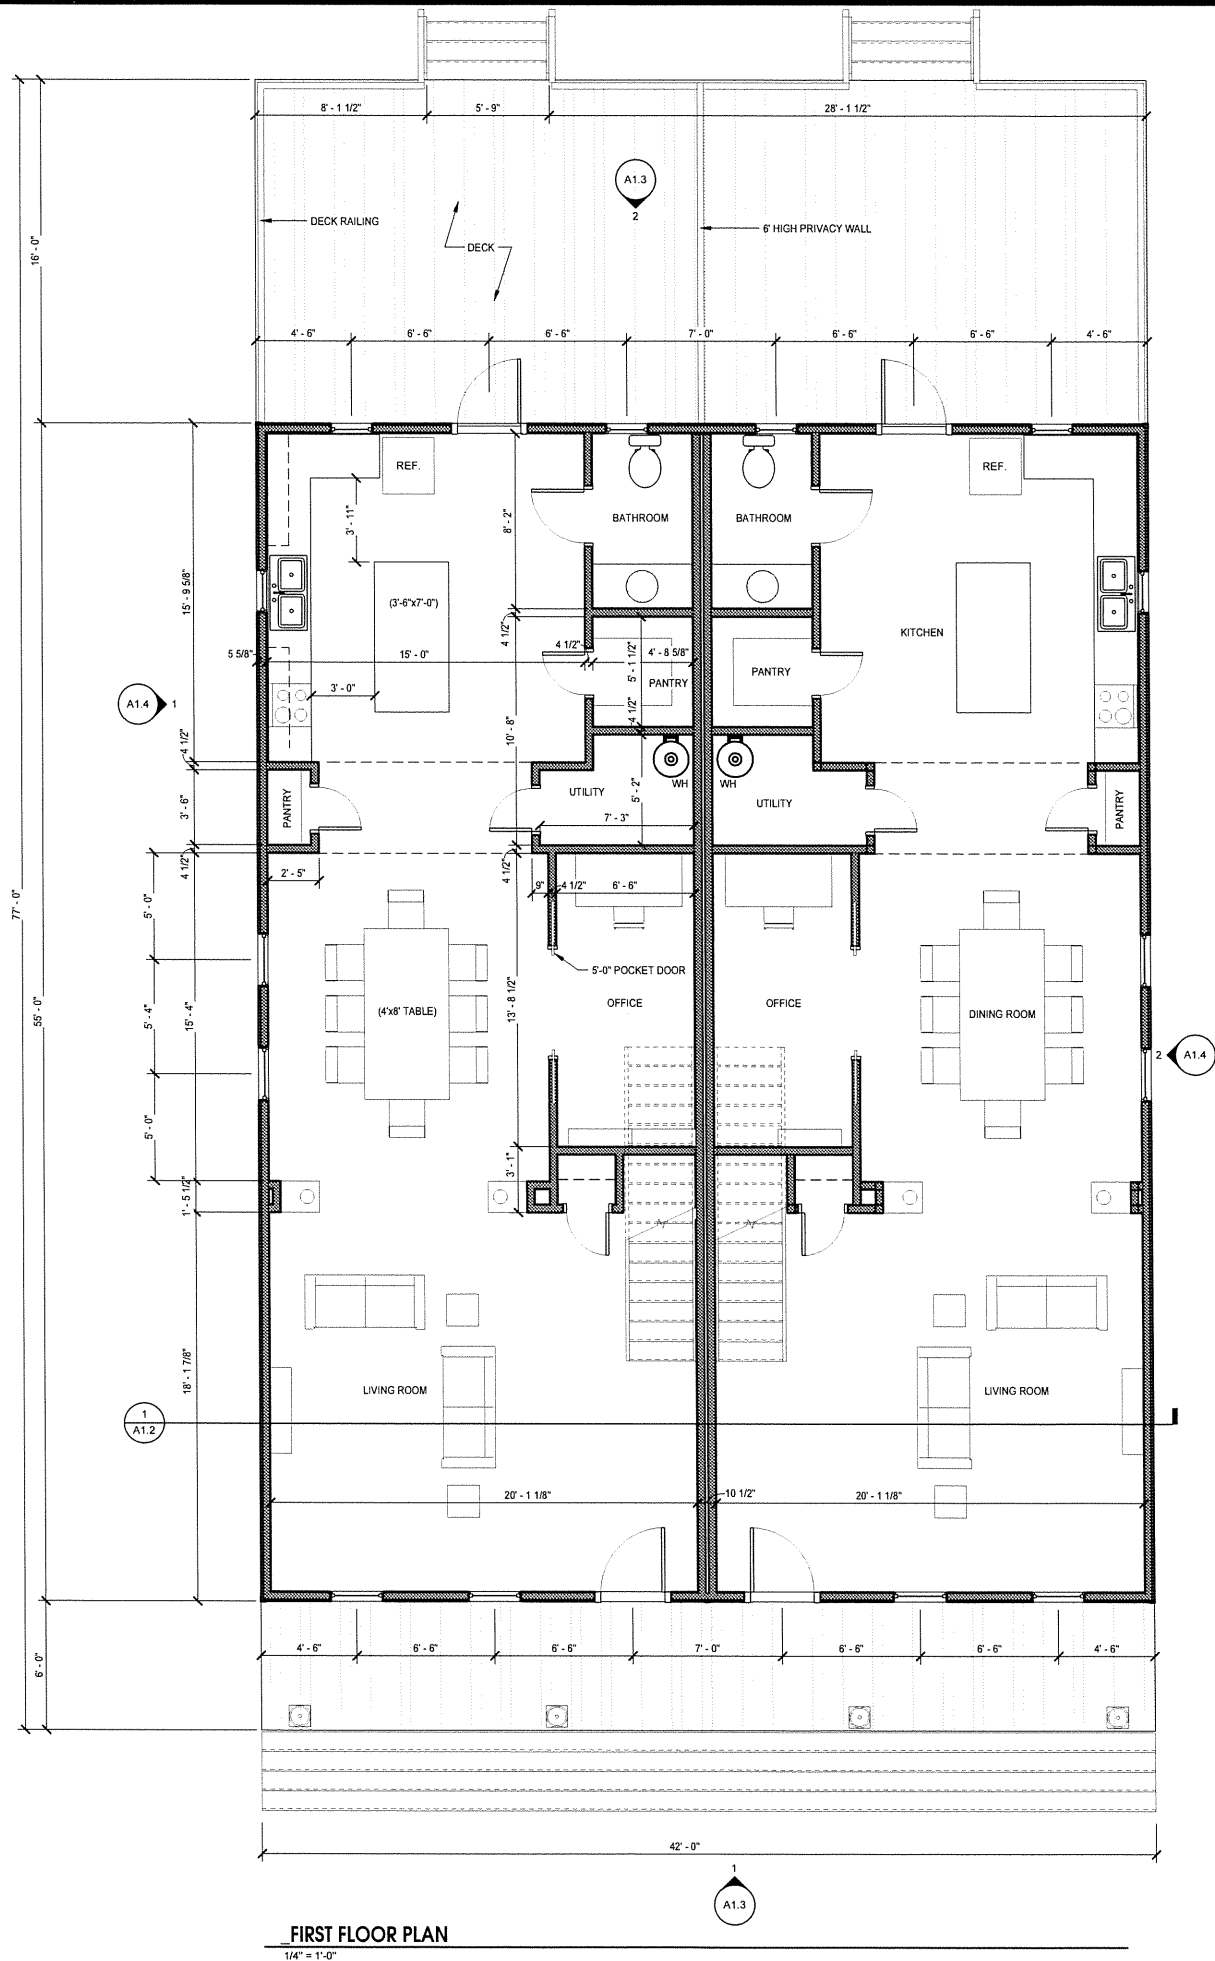 8' - 1 1/2"
5' - 9"
28' - 1 1/2"
A1.3
2
DECK RAILING
6' HIGH PRIVACY WALL
DECK
16' - 0"
4' - 6"
6' - 6"
6' - 6"
7' - 0"
6' - 6"
6' - 6"
4' - 6"
REF.
REF.
3' - 11"
8' - 2"
BATHROOM
BATHROOM
15' - 9 5/8"
(3'-6"x7'-0")
KITCHEN
4 1/2"
4 1/2"
5 5/8"
15' - 0"
5' - 1 1/2"
4' - 8 5/8"
PANTRY
PANTRY
3' - 0"
A1.4
1
4 1/2"
10' - 8"
4 1/2"
WH
WH
UTILITY
UTILITY
5' - 2"
3' - 6"
PANTRY
PANTRY
7' - 3"
4 1/2"
4 1/2"
2' - 5"
9"
4 1/2"
6' - 6"
77' - 0"
5' - 0"
5'-0" POCKET DOOR
55' - 0"
5' - 4"
15' - 4"
(4'x8' TABLE)
13' - 8 1/2"
OFFICE
OFFICE
DINING ROOM
2
A1.4
5' - 0"
3' - 1"
1' - 5 1/2"
18' - 1 7/8"
LIVING ROOM
LIVING ROOM
1
A1.2
20' - 1 1/8"
10 1/2"
20' - 1 1/8"
6' - 0"
4' - 6"
6' - 6"
6' - 6"
7' - 0"
6' - 6"
6' - 6"
4' - 6"
42' - 0"
1
A1.3
_FIRST FLOOR PLAN
1/4" = 1'-0"